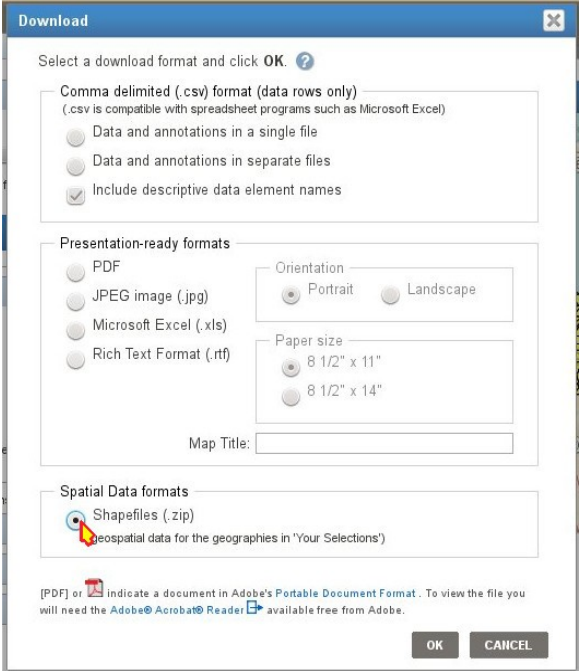 Download
Select a download format and click OK. ?
Comma delimited (.csv) format (data rows only)
(.csv is compatible with spreadsheet programs such as Microsoft Excel)
Data and annotations in a single file
Data and annotations in separate files
Include descriptive data element names
Presentation-ready formats
PDF
JPEG image (.jpg)
Microsoft Excel (.xls)
Rich Text Format (.rtf)
Orientation
Portrait
Landscape
Paper size
8 1/2" x 11"
8 1/2" x 14"
Map Title:
Spatial Data formats
Shapefiles (.zip)
geospatial data for the geographies in 'Your Selections')
[PDF] or indicate a document in Adobe's Portable Document Format . To view the file you
will need the Adobe® Acrobat® Reader available free from Adobe.
OK CANCEL